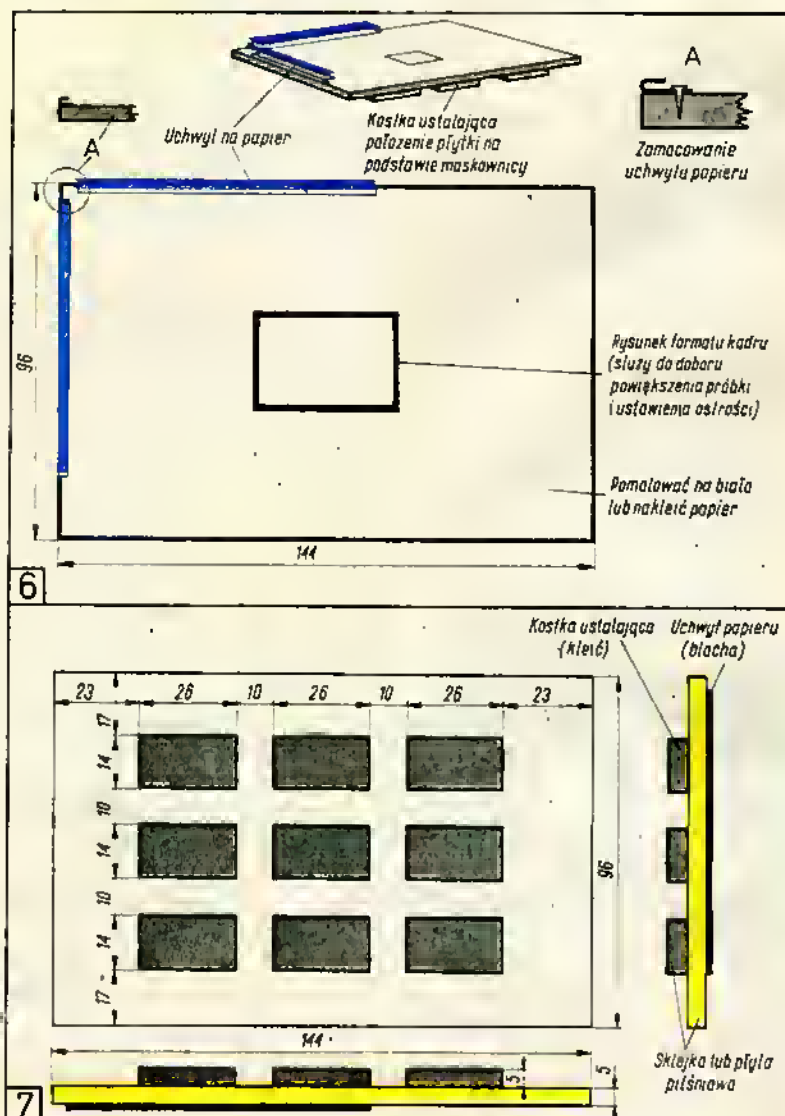 A
A
Uchwyt na papier
Kostka ustalająca
położenie płytki na
podstawie maskownicy
Zamocowanie
uchwytu papieru
96
Rysunek formatu kadru
(służy do doboru
powiększenia próbki
i ustawienia ostrości)
Pomalować na biało
lub nakleić papier
144
6
Kostka ustalająca
(kleić)
Uchwyt papieru
(blacha)
23
26
10
26
10
26
23
17
14
10
14
10
14
17
96
144
5
5
Sklejka lub płyta
pilśniowa
7